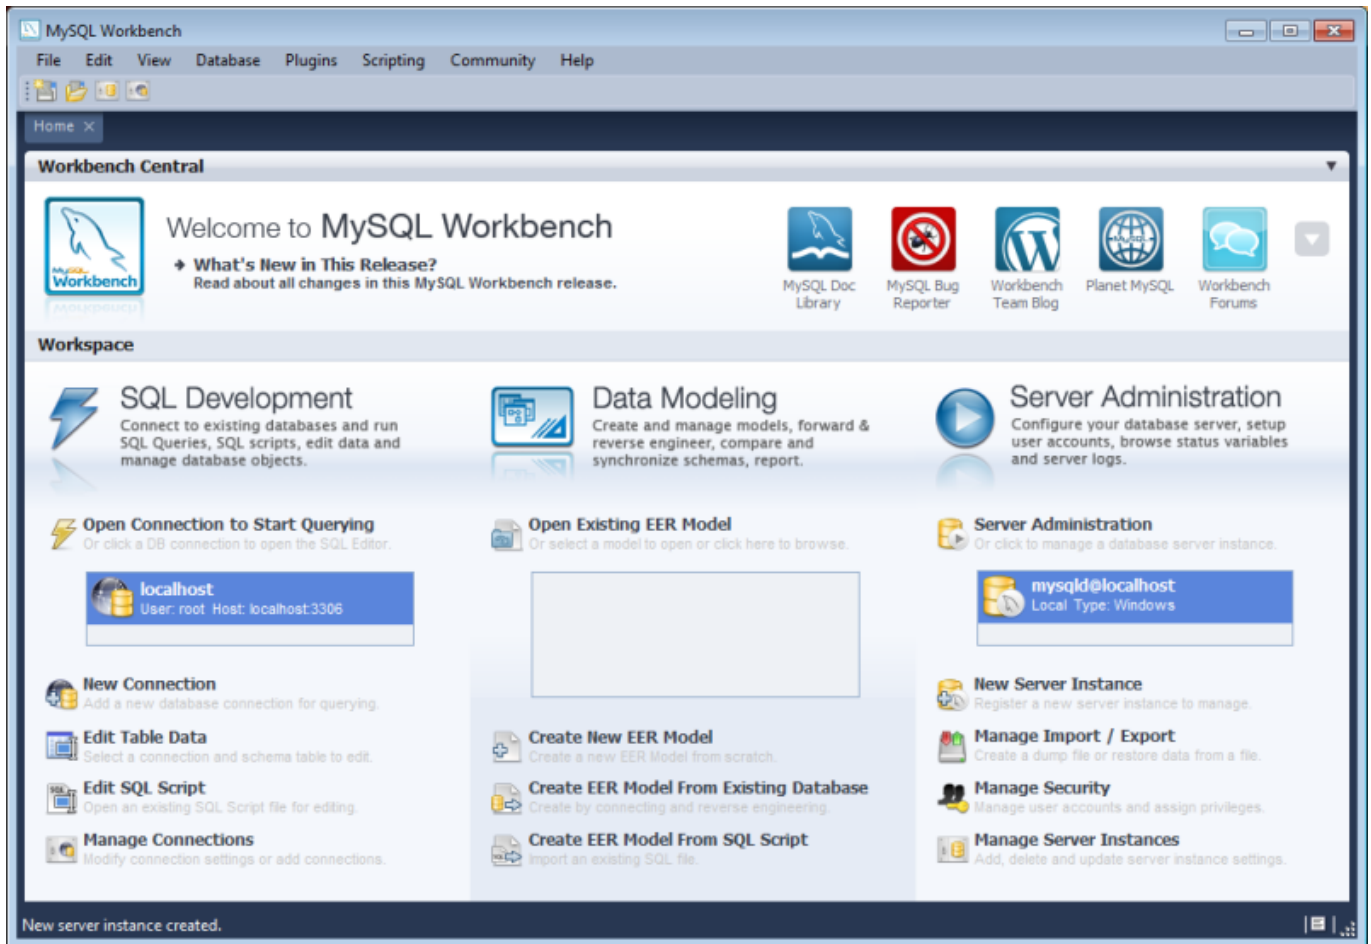 MySQL Workbench
File Edit View Database Plugins Scripting Community Help
Home
Workbench Central
MySQL
Workbench
Welcome to MySQL Workbench
What's New in This Release?
Read about all changes in this MySQL Workbench release.
MySQL Doc
Library
MySQL Bug
Reporter
Workbench
Team Blog
MySQL
Planet MySQL
Workbench
Forums
Workspace
SQL Development
Connect to existing databases and run
SQL Queries, SQL scripts, edit data and
manage database objects.
Open Connection to Start Querying
Or click a DB connection to open the SQL Editor.
localhost
User: root Host: localhost:3306
New Connection
Add a new database connection for querying.
Edit Table Data
Select a connection and schema table to edit.
Edit SQL Script
Open an existing SQL Script file for editing.
Manage Connections
Modify connection settings or add connections.
Data Modeling
Create and manage models, forward &
reverse engineer, compare and
synchronize schemas, report.
Open Existing EER Model
Or select a model to open or click here to browse.
Create New EER Model
Create a new EER Model from scratch.
Create EER Model From Existing Database
Create by connecting and reverse engineering.
Create EER Model From SQL Script
Import an existing SQL file.
Server Administration
Configure your database server, setup
user accounts, browse status variables
and server logs.
Server Administration
Or click to manage a database server instance.
mysqld@localhost
Local Type: Windows
New Server Instance
Register a new server instance to manage.
Manage Import / Export
Create a dump file or restore data from a file.
Manage Security
Manage user accounts and assign privileges.
Manage Server Instances
Add, delete and update server instance settings.
New server instance created.